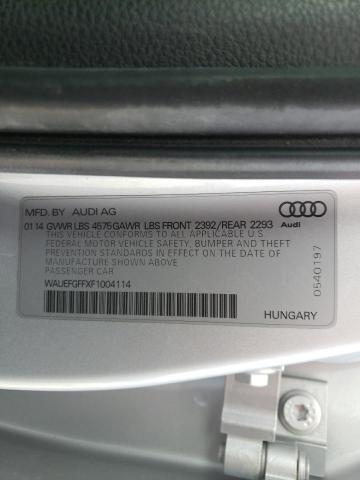 MFD. BY AUDI AG
Audi
01 14 GVWR LBS 4575 GAWR LBS FRONT 2392/REAR 2293
THIS VEHICLE CONFORMS TO ALL APPLICABLE U.S
FEDERAL MOTOR VEHICLE SAFETY, BUMPER AND THEFT
PREVENTION STANDARDS IN EFFECT ON THE DATE OF
MANUFACTURE SHOWN ABOVE
PASSENGER CAR
WAUEFGFFXF1004114
0540197
HUNGARY